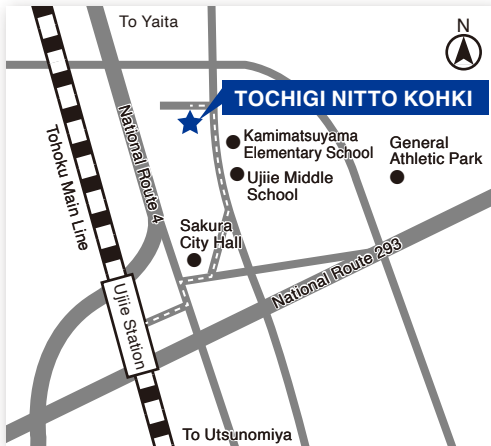 To Yaita
N
TOCHIGI NITTO KOHKI
National Route 4
Tohoku Main Line
Kamimatsuyama
Elementary School
General
Athletic Park
Ujiie Middle
School
Sakura
City Hall
National Route 293
Ujiie Station
To Utsunomiya